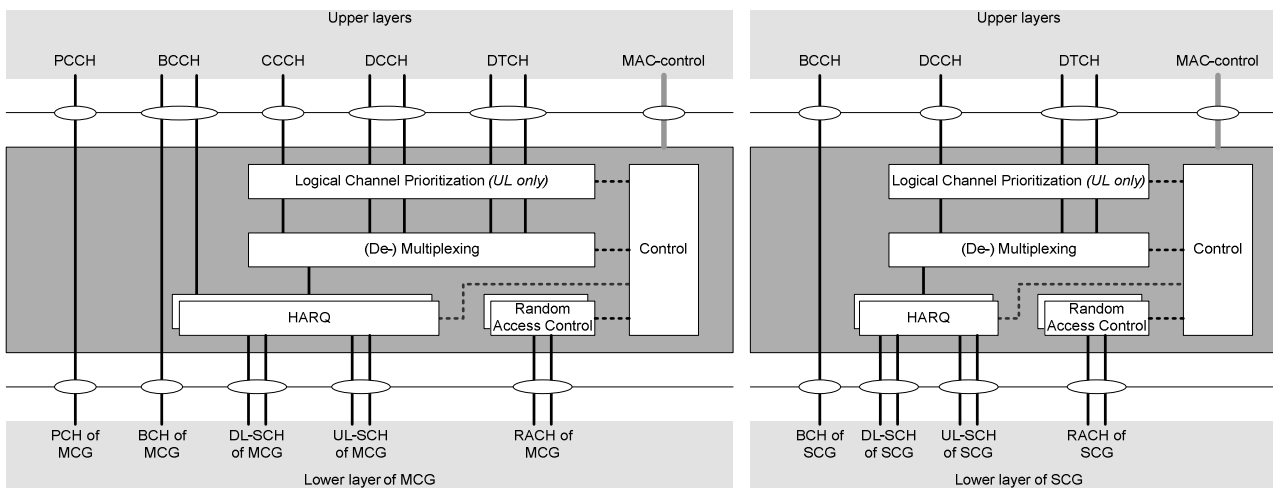 Upper layers
PCCH BCCH CCCH DCCH DTCH MAC-control
Logical Channel Prioritization (UL only)
(De-) Multiplexing
Control
HARQ
Random
Access Control
PCH of
MCG
BCH of
MCG
DL-SCH
of MCG
UL-SCH
of MCG
RACH of
MCG
Lower layer of MCG
Upper layers
BCCH DCCH DTCH MAC-control
Logical Channel Prioritization (UL only)
(De-) Multiplexing
Control
HARQ
Random
Access Control
BCH of
SCG
DL-SCH
of SCG
UL-SCH
of SCG
RACH of
SCG
Lower layer of SCG